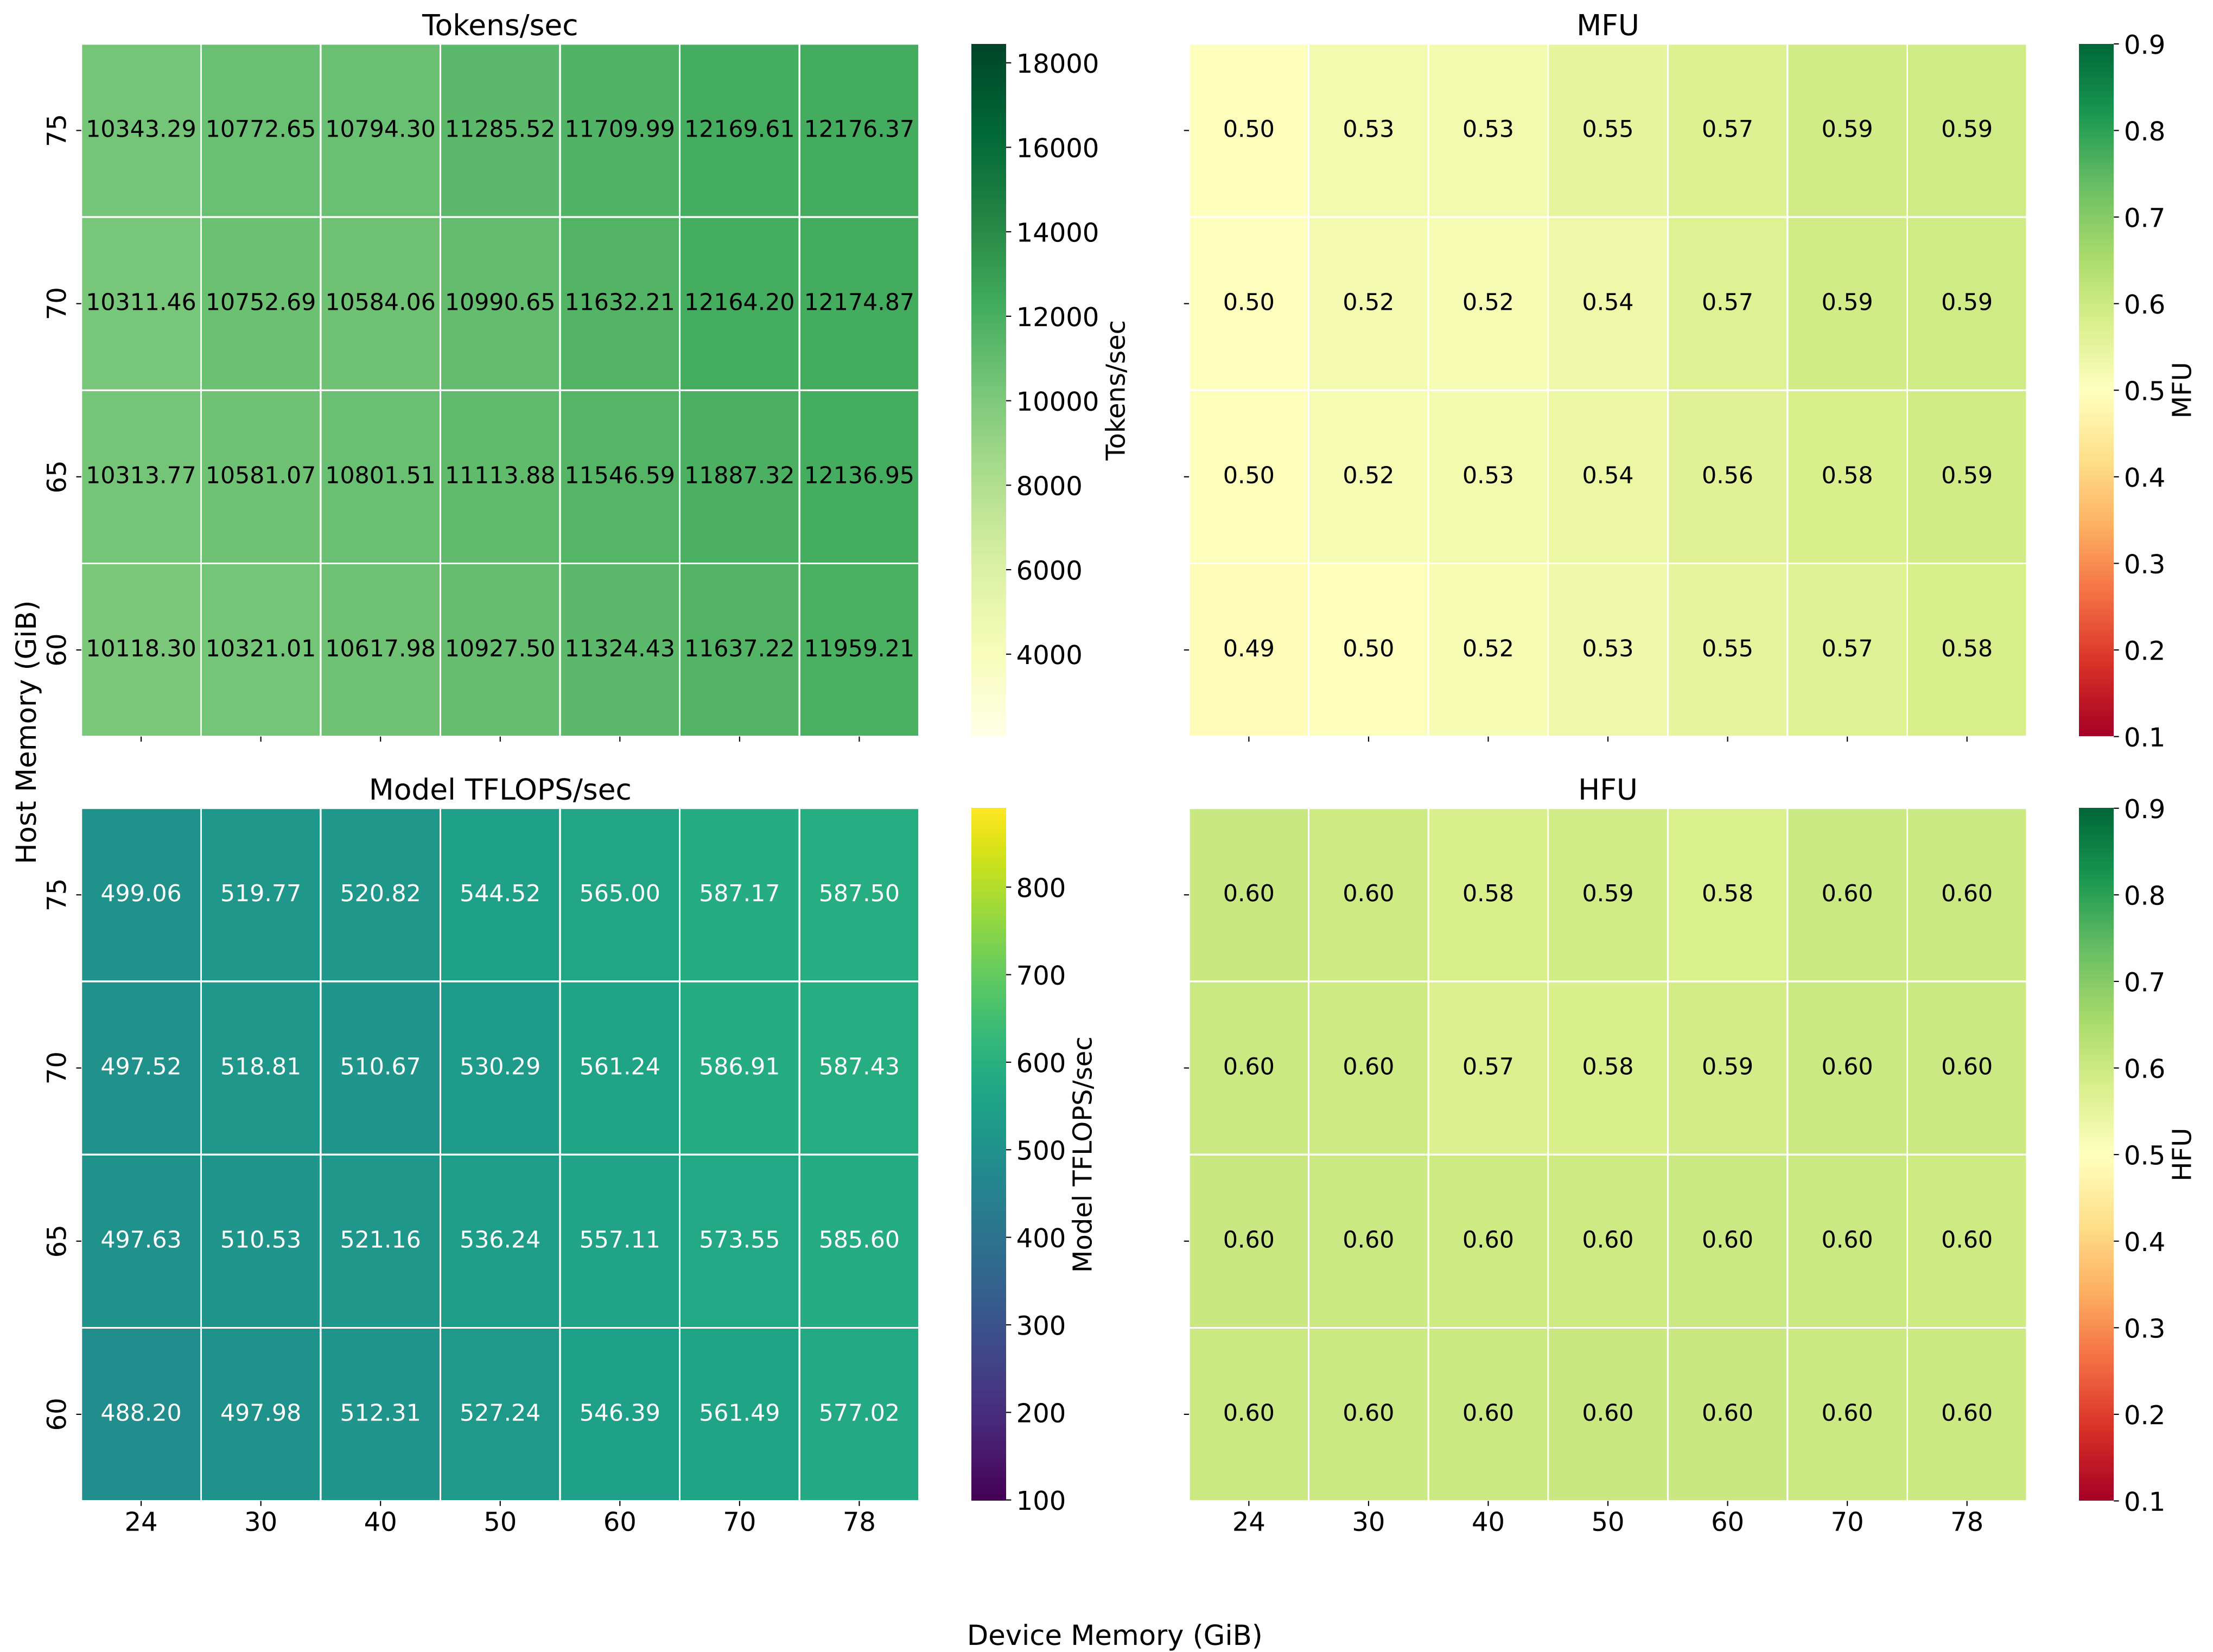 Tokens/sec
75
10343.29 10772.65 10794.30 11285.52 11709.99 12169.61 12176.37
70
10311.46 10752.69 10584.06 10990.65 11632.21 12164.20 12174.87
65
10313.77 10581.07 10801.51 11113.88 11546.59 11887.32 12136.95
60
10118.30 10321.01 10617.98 10927.50 11324.43 11637.22 11959.21
18000
16000
14000
12000
10000
8000
6000
4000
Tokens/sec
MFU
0.50 0.53 0.53 0.55 0.57 0.59 0.59
0.50 0.52 0.52 0.54 0.57 0.59 0.59
0.50 0.52 0.53 0.54 0.56 0.58 0.59
0.49 0.50 0.52 0.53 0.55 0.57 0.58
0.9
0.8
0.7
0.6
0.5
0.4
0.3
0.2
0.1
MFU
Host Memory (GiB)
Model TFLOPS/sec
75
499.06 519.77 520.82 544.52 565.00 587.17 587.50
70
497.52 518.81 510.67 530.29 561.24 586.91 587.43
65
497.63 510.53 521.16 536.24 557.11 573.55 585.60
60
488.20 497.98 512.31 527.24 546.39 561.49 577.02
24 30 40 50 60 70 78
800
700
600
500
400
300
200
100
Model TFLOPS/sec
HFU
0.60 0.60 0.58 0.59 0.58 0.60 0.60
0.60 0.60 0.57 0.58 0.59 0.60 0.60
0.60 0.60 0.60 0.60 0.60 0.60 0.60
0.60 0.60 0.60 0.60 0.60 0.60 0.60
24 30 40 50 60 70 78
0.9
0.8
0.7
0.6
0.5
0.4
0.3
0.2
0.1
HFU
Device Memory (GiB)